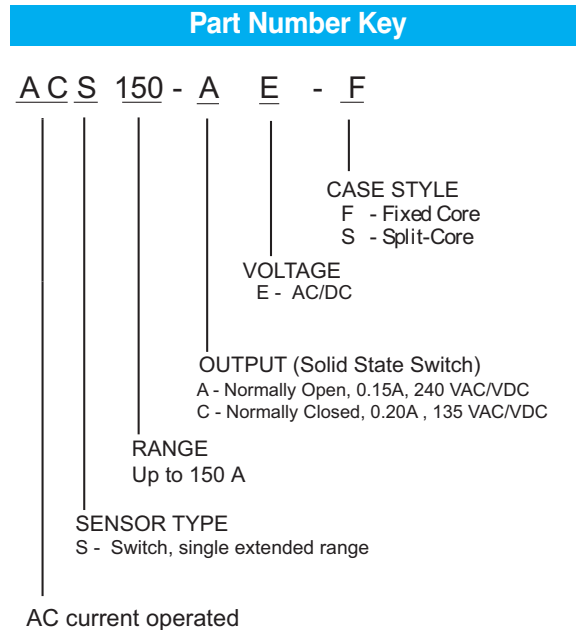 Part Number Key
A C S 150 - A E - F
CASE STYLE
F - Fixed Core
S - Split-Core
VOLTAGE
E - AC/DC
OUTPUT (Solid State Switch)
A - Normally Open, 0.15A, 240 VAC/VDC
C - Normally Closed, 0.20A , 135 VAC/VDC
RANGE
Up to 150 A
SENSOR TYPE
S - Switch, single extended range
AC current operated